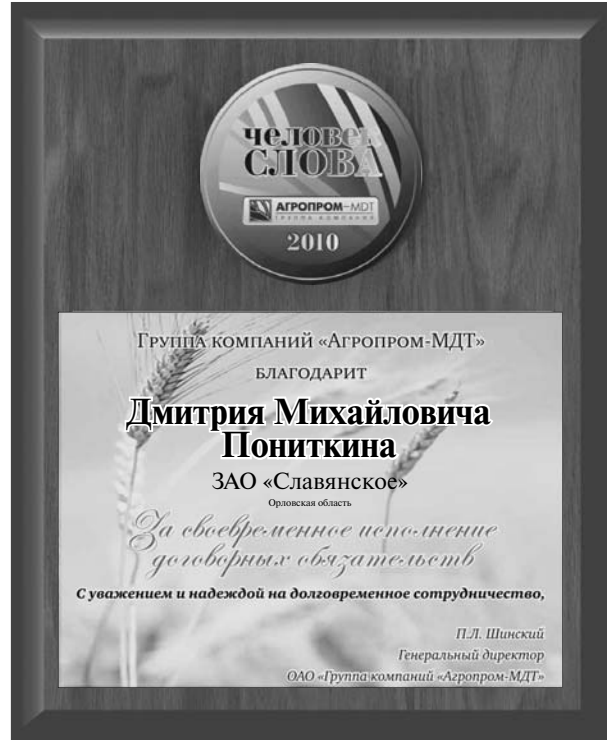 человек
СЛОВА
АГРОПРОМ-МДТ
ГРУППА КОМПАНИЙ
2010
Группа компаний «Агропром-МДТ»
благодарит
Дмитрия Михайловича
Пониткина
ЗАО «Славянское»
Орловская область
За своевременное исполнение
договорных обязательств
С уважением и надеждой на долговременное сотрудничество,
П.Л. Шинский
Генеральный директор
ОАО «Группа компаний «Агропром-МДТ»